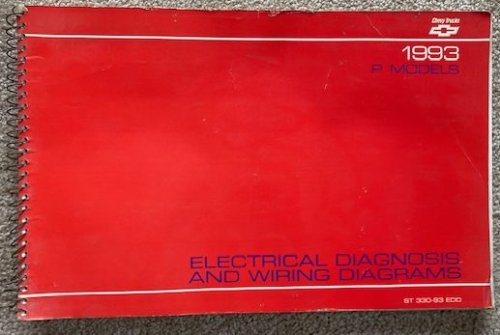 Chevy Trucks
1993
P MODELS
ELECTRICAL DIAGNOSIS
AND WIRING DIAGRAMS
ST 330-93 EDD